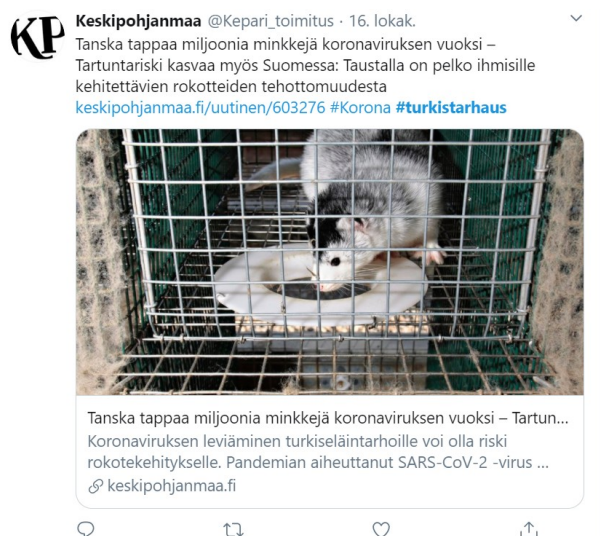 KP
Keskipohjanmaa @Kepari_toimitus · 16. lokak.
Tanska tappaa miljoonia minkkejä koronaviruksen vuoksi –
Tartuntariski kasvaa myös Suomessa: Taustalla on pelko ihmisille
kehitettävien rokotteiden tehottomuudesta
keskipohjanmaa.fi/uutinen/603276 #Korona #turkistarhaus
Tanska tappaa miljoonia minkkejä koronaviruksen vuoksi – Tartun...
Koronaviruksen leviäminen turkiseläintarhoille voi olla riski
rokotekehitykselle. Pandemian aiheuttanut SARS-CoV-2 -virus ...
keskipohjanmaa.fi